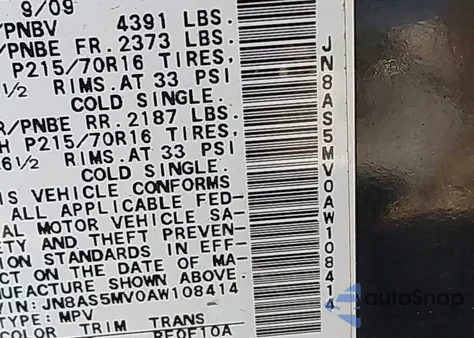 9/09
/PNBV 4391 LBS.
/PNBE FR.2373 LBS.
P215/70R16 TIRES,
1/2 RIMS.AT 33 PSI
COLD SINGLE.
R/PNBE RR.2187 LBS.
H P215/70R16 TIRES,
6 1/2 RIMS.AT 33 PSI
COLD SINGLE.
IS VEHICLE CONFORMS
ALL APPLICABLE FED-
AL MOTOR VEHICLE SA-
ETY AND THEFT PREVEN-
ION STANDARDS IN EFF-
CT ON THE DATE OF MA-
UFACTURE SHOWN ABOVE.
VIN: JN8AS5MV0AW108414
TYPE: MPV
COLOR TRIM TRANS
RE0F10A
JN8AS5MV0AW108414
autoSnap